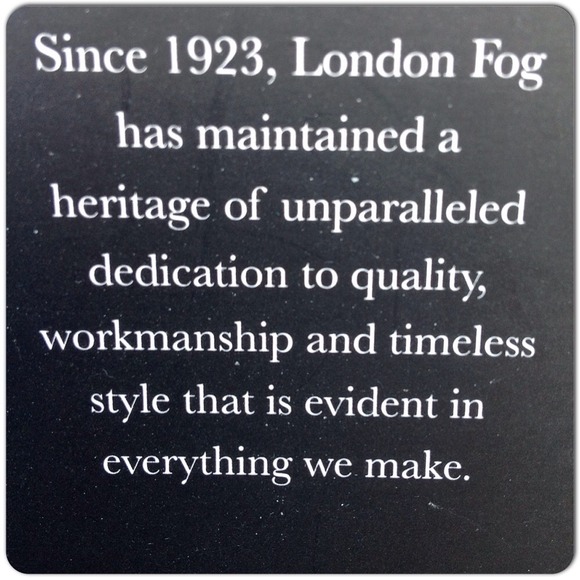 Since 1923, London Fog
has maintained a
heritage of unparalleled
dedication to quality,
workmanship and timeless
style that is evident in
everything we make.